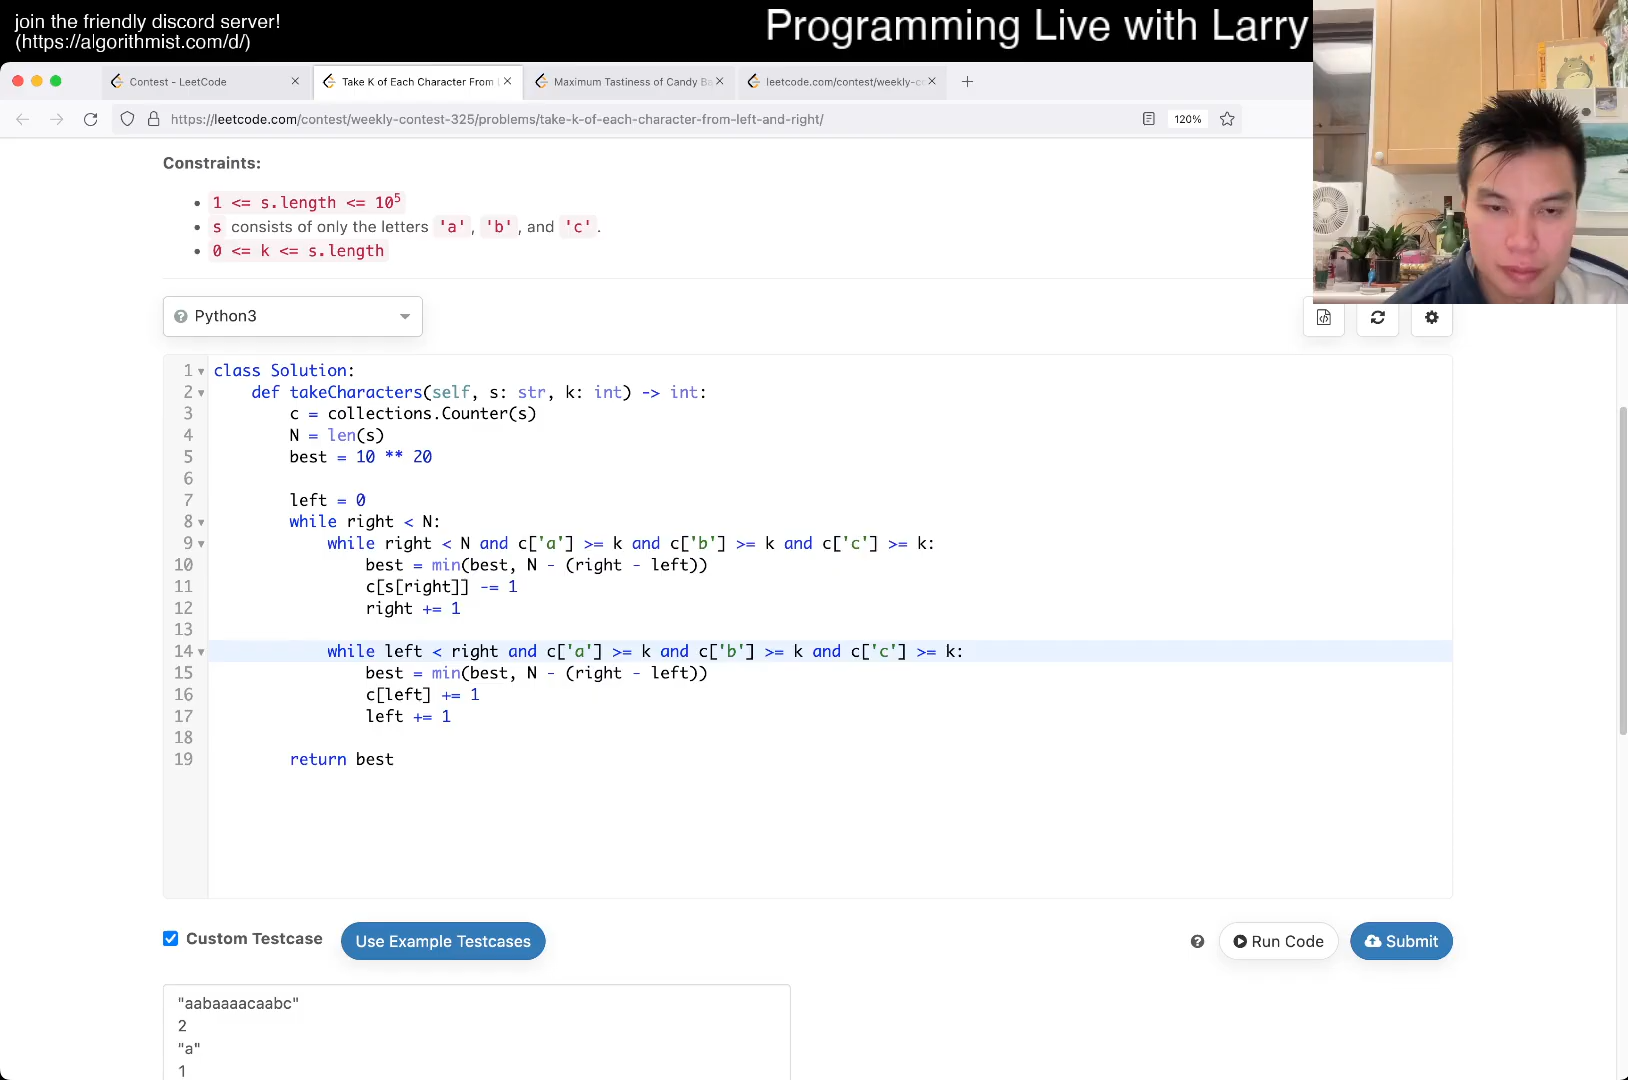 join the friendly discord server!
(https://algorithmist.com/d/)
Programming Live with Larry
Contest - LeetCode
Take K of Each Character From L
Maximum Tastiness of Candy Ba
leetcode.com/contest/weekly-c
https://leetcode.com/contest/weekly-contest-325/problems/take-k-of-each-character-from-left-and-right/
120%
Constraints:
1 <= s.length <= 10⁵
s consists of only the letters 'a', 'b', and 'c'.
0 <= k <= s.length
Python3
1 class Solution:
2     def takeCharacters(self, s: str, k: int) -> int:
3         c = collections.Counter(s)
4         N = len(s)
5         best = 10 ** 20
6
7         left = 0
8         while right < N:
9             while right < N and c['a'] >= k and c['b'] >= k and c['c'] >= k:
10                 best = min(best, N - (right - left))
11                 c[s[right]] -= 1
12                 right += 1
13
14             while left < right and c['a'] >= k and c['b'] >= k and c['c'] >= k:
15                 best = min(best, N - (right - left))
16                 c[left] += 1
17                 left += 1
18
19         return best
Custom Testcase
Use Example Testcases
Run Code
Submit
"aabaaaacaabc"
2
"a"
1